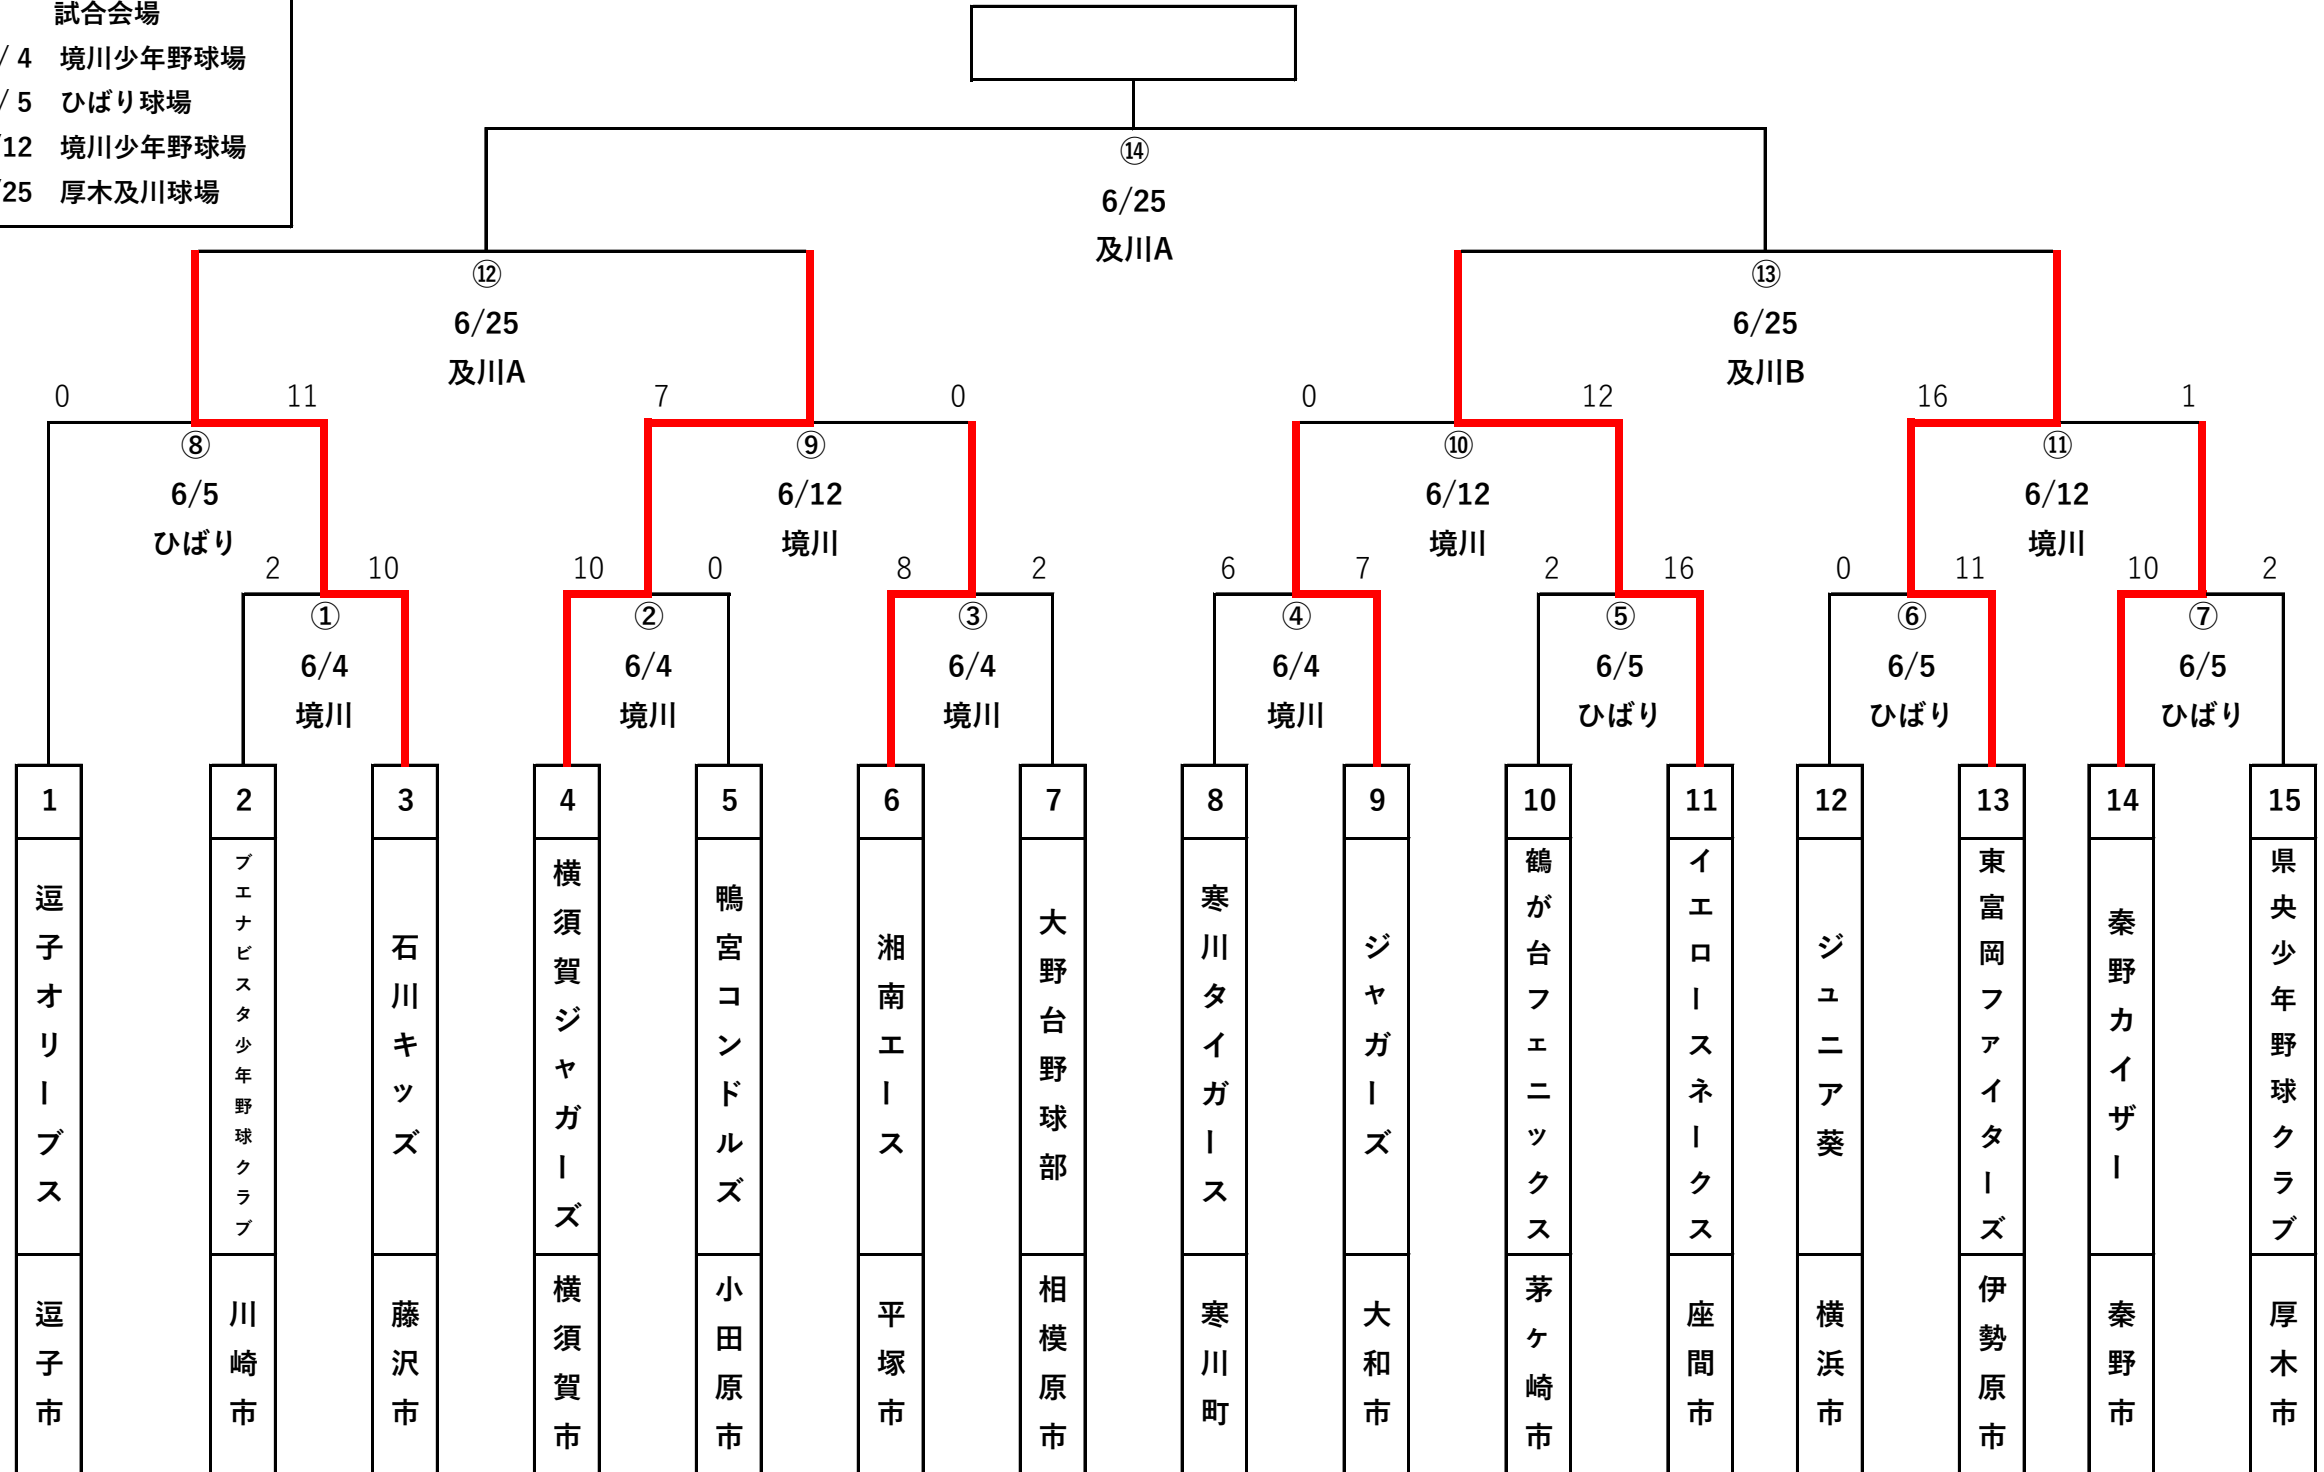 試合会場
/ 4 境川少年野球場
/ 5 ひばり球場
/12 境川少年野球場
/25 厚木及川球場
⑭
6/25
及川A
⑫
6/25
及川A
⑬
6/25
及川B
0 11 7 0 0 12 16 1
⑧ ⑨ ⑩ ⑪
6/5 6/12 6/12 6/12
ひばり 境川 境川 境川
2 10 10 0 8 2 6 7 2 16 0 11 10 2
① ② ③ ④ ⑤ ⑥ ⑦
6/4 6/4 6/4 6/4 6/5 6/5 6/5
境川 境川 境川 境川 ひばり ひばり ひばり
1 2 3 4 5 6 7 8 9 10 11 12 13 14 15
逗子オリーブス
ブエナビスタ少年野球クラブ
石川キッズ
横須賀ジャガーズ
鴨宮コンドルズ
湘南エース
大野台野球部
寒川タイガース
ジャガーズ
鶴が台フェニックス
イエロースネークス
ジュニア葵
東富岡ファイターズ
秦野カイザー
県央少年野球クラブ
逗子市
川崎市
藤沢市
横須賀市
小田原市
平塚市
相模原市
寒川町
大和市
茅ヶ崎市
座間市
横浜市
伊勢原市
秦野市
厚木市